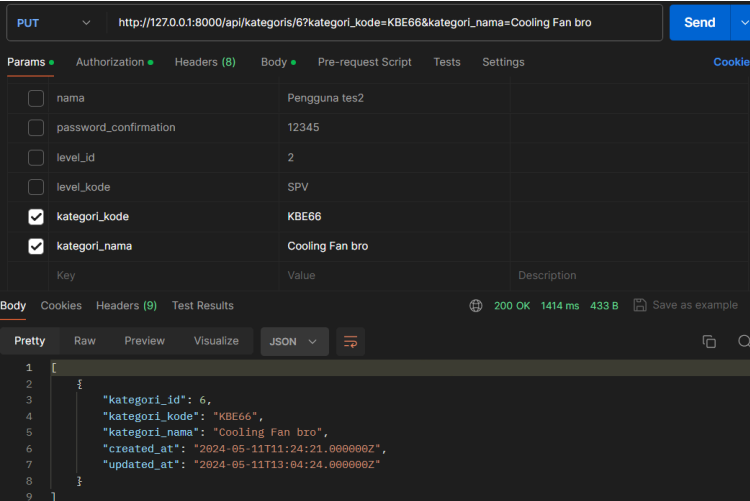 PUT http://127.0.0.1:8000/api/kategoris/6?kategori_kode=KBE66&kategori_nama=Cooling Fan bro Send
Params Authorization Headers (8) Body Pre-request Script Tests Settings Cookie
nama Pengguna tes2
password_confirmation 12345
level_id 2
level_kode SPV
kategori_kode KBE66
kategori_nama Cooling Fan bro
Key Value Description
Body Cookies Headers (9) Test Results 200 OK 1414 ms 433 B Save as example
Pretty Raw Preview Visualize JSON
1 [
2 {
3 "kategori_id": 6,
4 "kategori_kode": "KBE66",
5 "kategori_nama": "Cooling Fan bro",
6 "created_at": "2024-05-11T11:24:21.000000Z",
7 "updated_at": "2024-05-11T13:04:24.000000Z"
8 }
9 ]